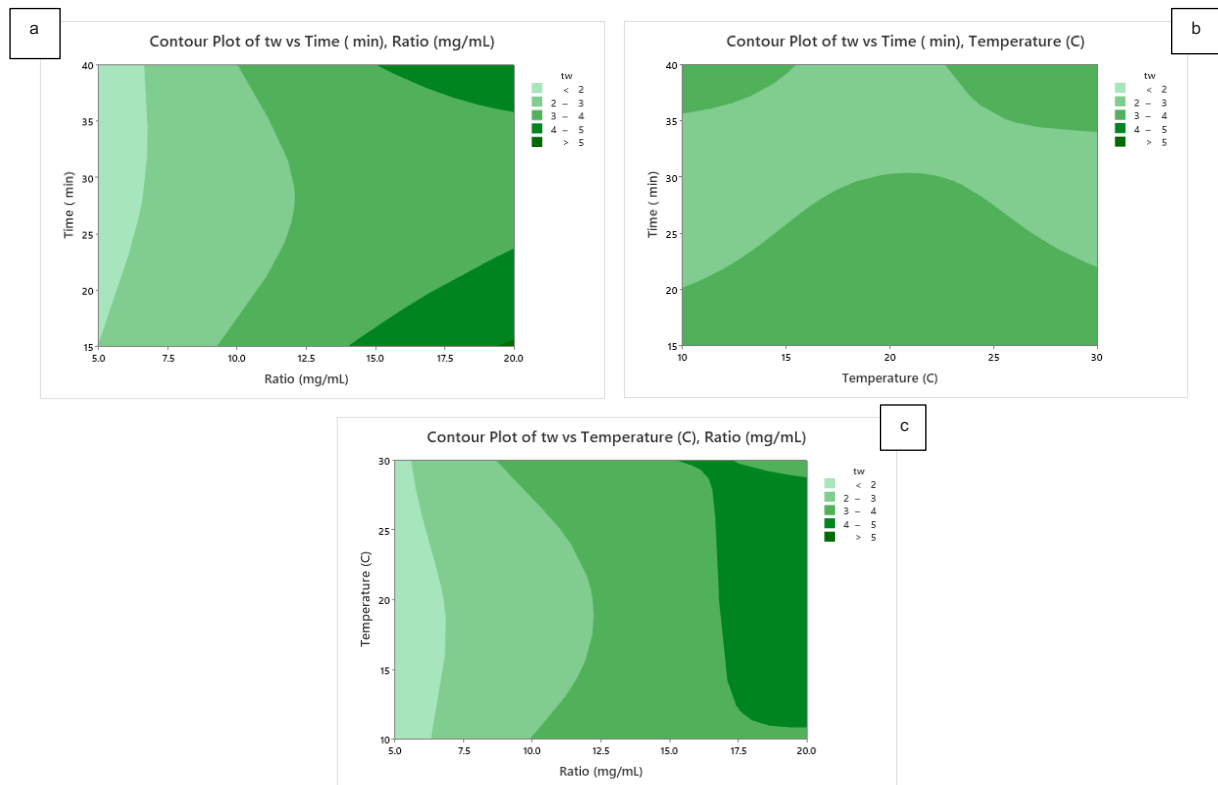 a
Contour Plot of tw vs Time ( min), Ratio (mg/mL)
40
35
30
25
20
15
Time ( min)
5.0 7.5 10.0 12.5 15.0 17.5 20.0
Ratio (mg/mL)
tw
< 2
2 – 3
3 – 4
4 – 5
> 5
b
Contour Plot of tw vs Time ( min), Temperature (C)
40
35
30
25
20
15
Time ( min)
10 15 20 25 30
Temperature (C)
tw
< 2
2 – 3
3 – 4
4 – 5
> 5
c
Contour Plot of tw vs Temperature (C), Ratio (mg/mL)
30
25
20
15
10
Temperature (C)
5.0 7.5 10.0 12.5 15.0 17.5 20.0
Ratio (mg/mL)
tw
< 2
2 – 3
3 – 4
4 – 5
> 5